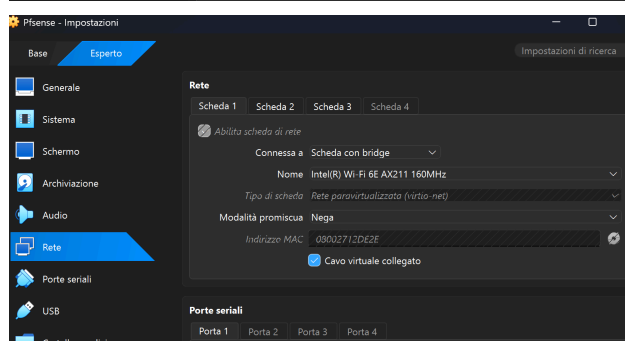 Pfsense - Impostazioni
Base Esperto Impostazioni di ricerca
Generale
Sistema
Schermo
Archiviazione
Audio
Rete
Porte seriali
USB
Rete
Scheda 1 Scheda 2 Scheda 3 Scheda 4
Abilita scheda di rete
Connessa a Scheda con bridge
Nome Intel(R) Wi-Fi 6E AX211 160MHz
Tipo di scheda Rete paravirtualizzata (virtio-net)
Modalità promiscua Nega
Indirizzo MAC 08002712DE2E
Cavo virtuale collegato
Porte seriali
Porta 1 Porta 2 Porta 3 Porta 4